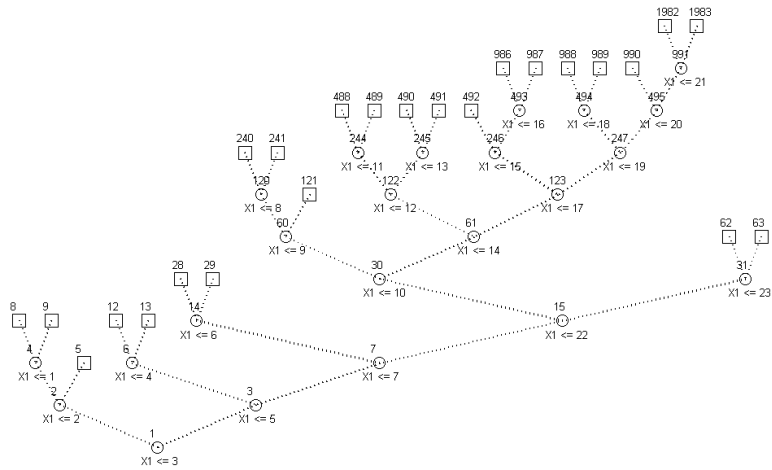 1982 1983
986 987 988 989 990 991
X1 <= 21
488 489 490 491 492 493 494 495
X1 <= 16 X1 <= 18 X1 <= 20
240 241 244 245 246 247
X1 <= 11 X1 <= 13 X1 <= 15 X1 <= 19
120 121 122 123
X1 <= 8 X1 <= 12 X1 <= 17
60 61 62 63
X1 <= 9 X1 <= 14
28 29 30 31
X1 <= 10 X1 <= 23
8 9 12 13 14 15
X1 <= 6 X1 <= 22
4 5 6 7
X1 <= 1 X1 <= 4 X1 <= 7
2 3
X1 <= 2 X1 <= 5
1
X1 <= 3